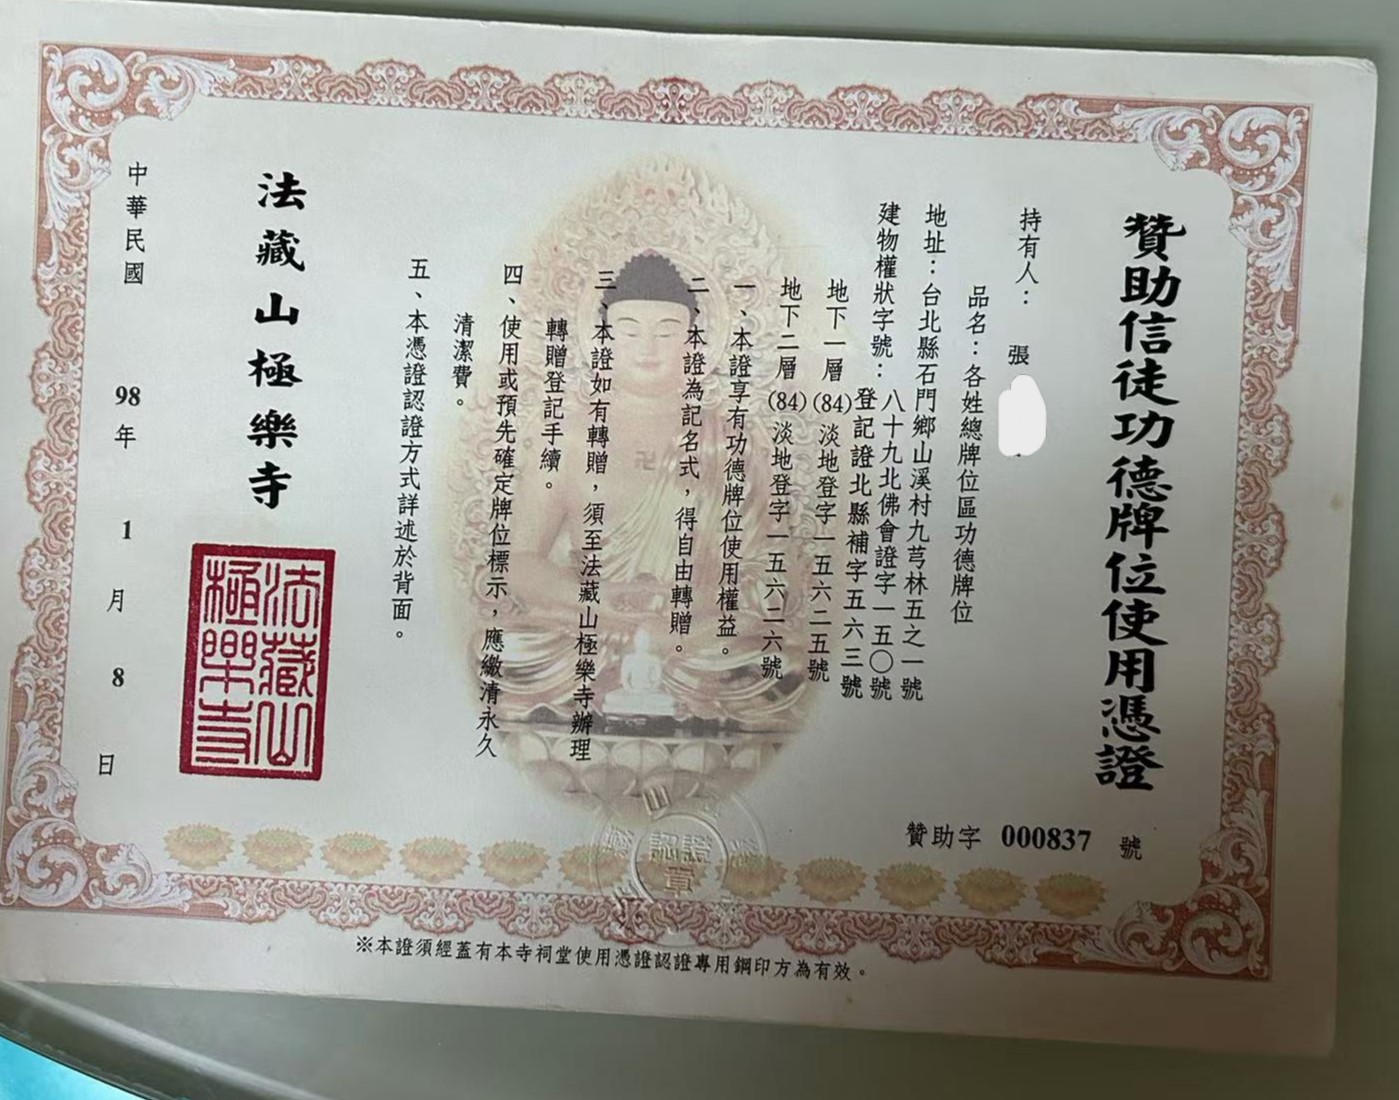 贊助信徒功德牌位使用憑證
持有人：張
品名：各姓總牌位區功德牌位
地址：台北縣石門鄉山溪村九芎林五之一號
建物權狀字號：八十九北佛會證字一五〇號
登記證北縣補字五六三號
地下一層(84)淡地登字一五六二五號
地下二層(84)淡地登字一五六二六號
一、本證享有功德牌位使用權益。
二、本證為記名式，得自由轉贈。
三、本證如有轉贈，須至法藏山極樂寺辦理
轉贈登記手續。
四、使用或預先確定牌位標示，應繳清永久
清潔費。
五、本憑證認證方式詳述於背面。
法藏山極樂寺
法藏山
極樂寺
中華民國98年1月8日
贊助字 000837 號
認證章
※本證須經蓋有本寺祠堂使用憑證認證專用鋼印方為有效。